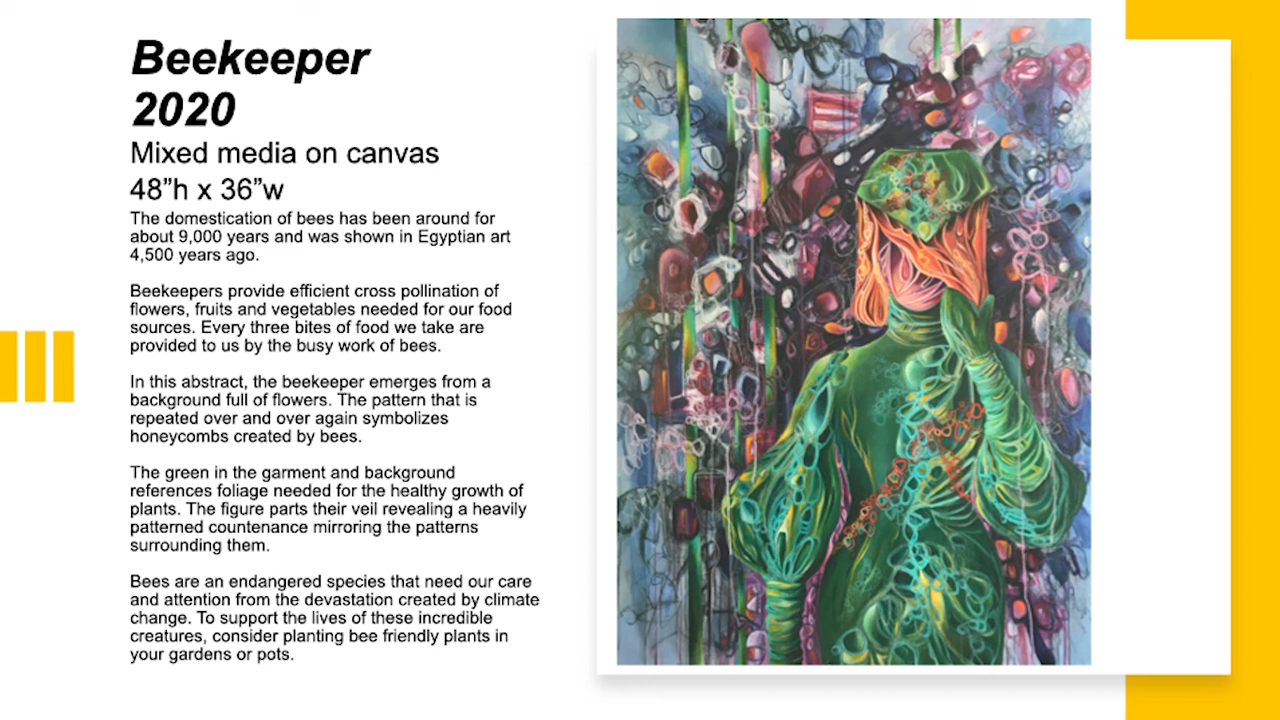 Beekeeper
2020
Mixed media on canvas
48”h x 36”w
The domestication of bees has been around for
about 9,000 years and was shown in Egyptian art
4,500 years ago.
Beekeepers provide efficient cross pollination of
flowers, fruits and vegetables needed for our food
sources. Every three bites of food we take are
provided to us by the busy work of bees.
In this abstract, the beekeeper emerges from a
background full of flowers. The pattern that is
repeated over and over again symbolizes
honeycombs created by bees.
The green in the garment and background
references foliage needed for the healthy growth of
plants. The figure parts their veil revealing a heavily
patterned countenance mirroring the patterns
surrounding them.
Bees are an endangered species that need our care
and attention from the devastation created by climate
change. To support the lives of these incredible
creatures, consider planting bee friendly plants in
your gardens or pots.